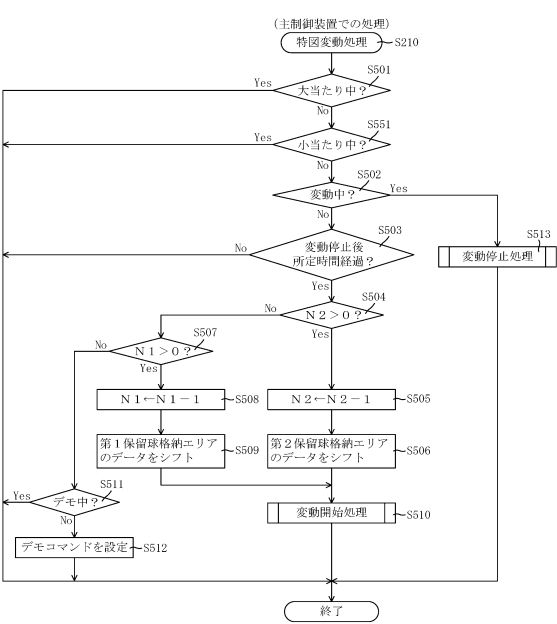 (主制御装置での処理)
特図変動処理
S210
S501
大当たり中?
Yes
No
S551
小当たり中?
Yes
No
S502
変動中?
Yes
No
S503
変動停止後
所定時間経過?
No
Yes
S513
変動停止処理
S504
N2>0?
No
Yes
S507
N1>0?
No
Yes
N1←N1-1
S508
N2←N2-1
S505
第1保留球格納エリア
のデータをシフト
S509
第2保留球格納エリア
のデータをシフト
S506
S511
デモ中?
Yes
No
変動開始処理
S510
デモコマンドを設定
S512
終了